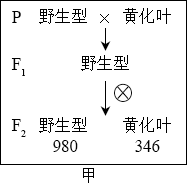 P 野生型 × 黄化叶
F₁ 野生型
⊗
F₂ 野生型 黄化叶
980 346
甲